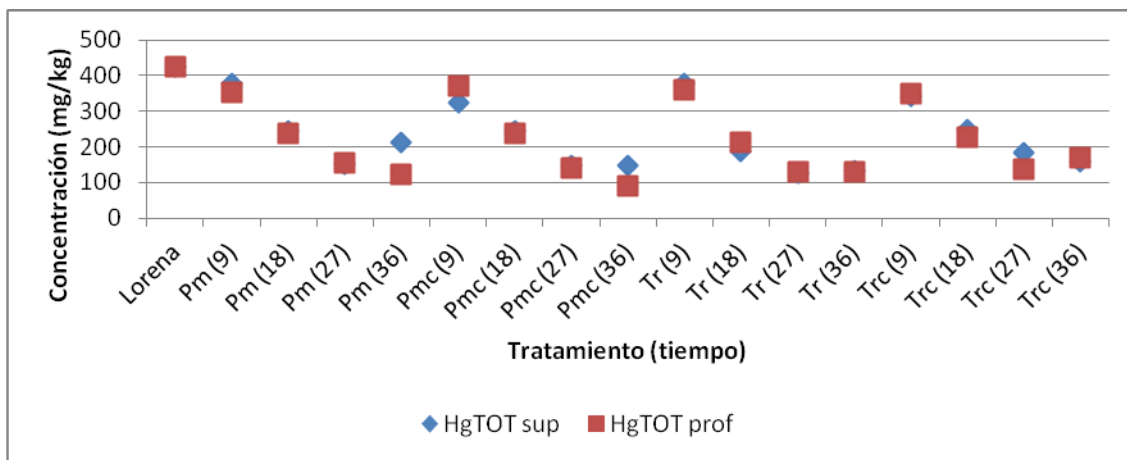 500
400
300
200
100
0
Concentración (mg/kg)
Lorena
Pm (9)
Pm (18)
Pm (27)
Pm (36)
Pmc (9)
Pmc (18)
Pmc (27)
Pmc (36)
Tr (9)
Tr (18)
Tr (27)
Tr (36)
Trc (9)
Trc (18)
Trc (27)
Trc (36)
Tratamiento (tiempo)
HgTOT sup HgTOT prof